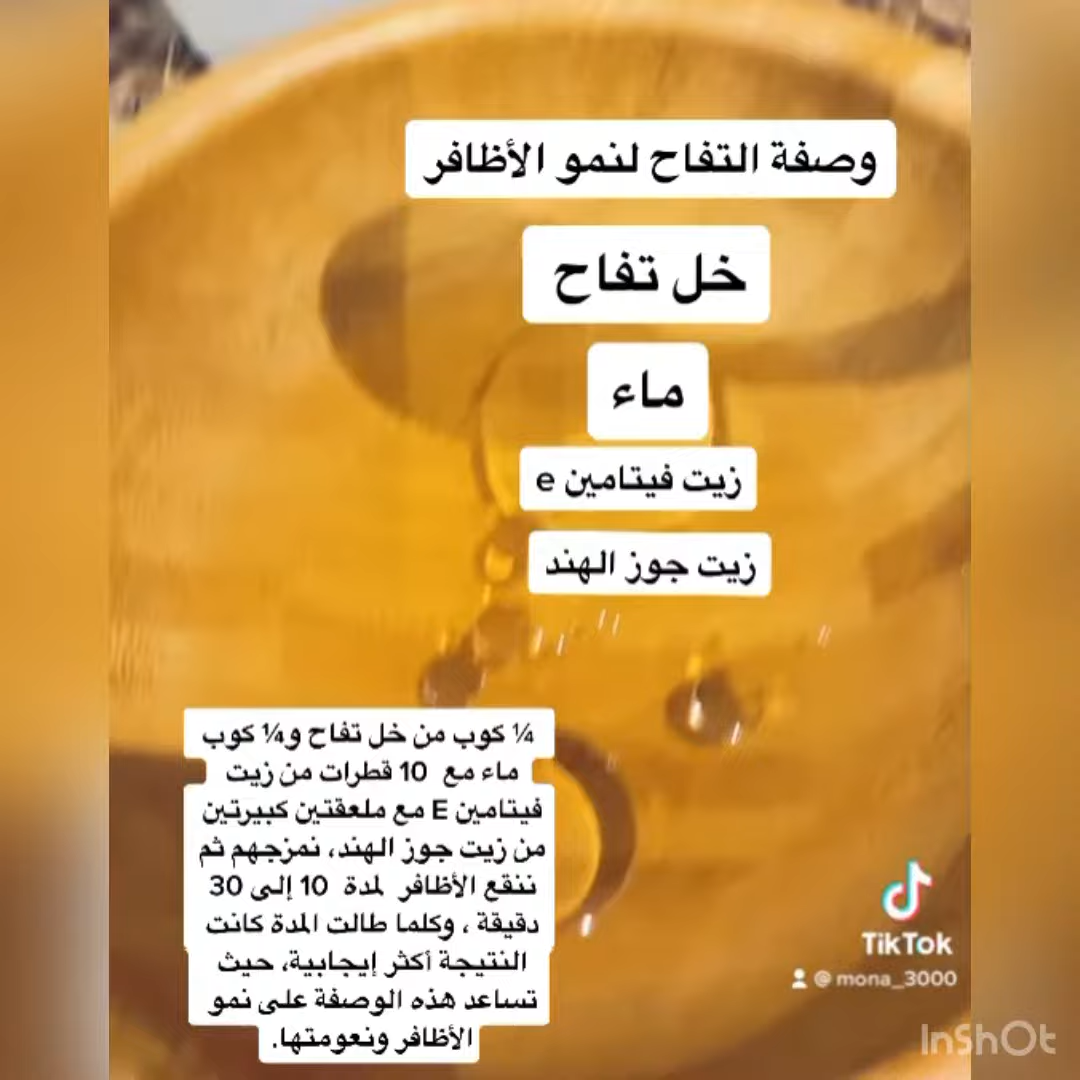 وصفة التفاح لنمو الأظافر
خل تفاح
ماء
زيت فيتامين e
زيت جوز الهند
¼ كوب من خل تفاح و¼ كوب
ماء مع 10 قطرات من زيت
فيتامين E مع ملعقتين كبيرتين
من زيت جوز الهند، نمزجهم ثم
ننقع الأظافر لمدة 10 إلى 30
دقيقة ، وكلما طالت المدة كانت
النتيجة أكثر إيجابية، حيث
تساعد هذه الوصفة على نمو
الأظافر ونعومتها.
TikTok
@ mona_3000
InShOt